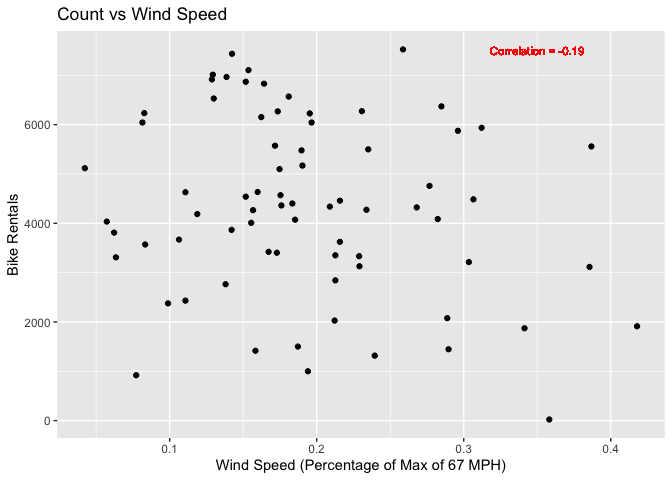 Count vs Wind Speed
Correlation = -0.19
Bike Rentals
6000
4000
2000
0
0.1 0.2 0.3 0.4
Wind Speed (Percentage of Max of 67 MPH)